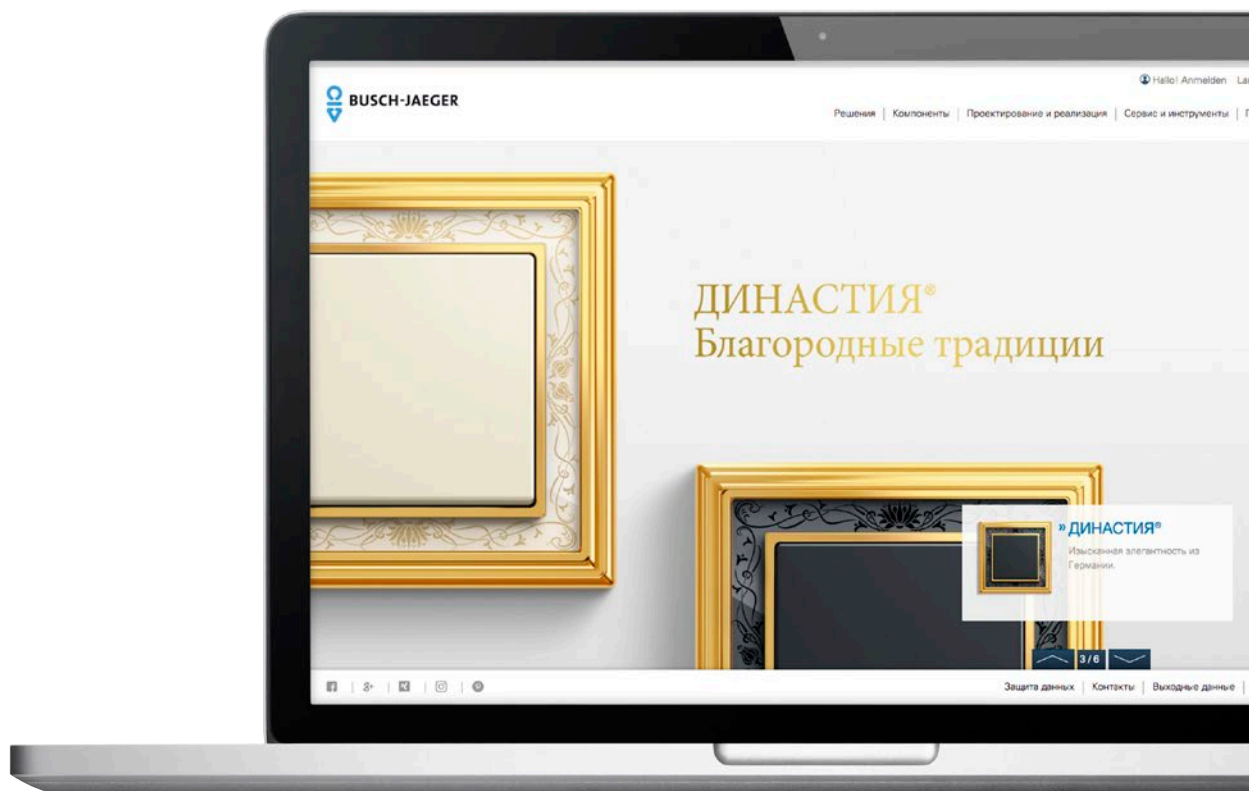 BUSCH-JAEGER
Hallo! Anmelden
Решения | Компоненты | Проектирование и реализация | Сервис и инструменты |
ДИНАСТИЯ®
Благородные традиции
» ДИНАСТИЯ®
Изысканная элегантность из
Германии.
3/6
Защита данных | Контакты | Выходные данные |